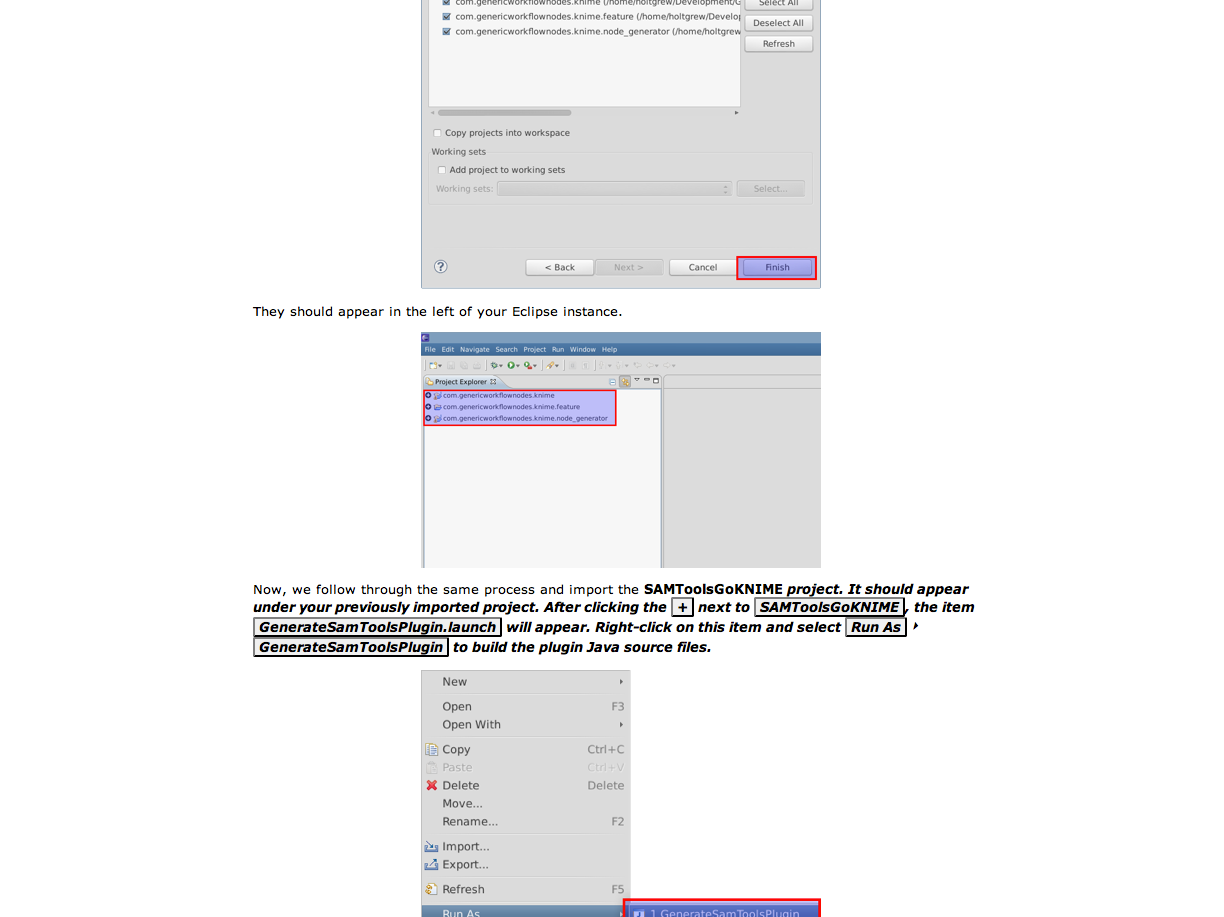 com.genericworkflownodes.knime (/home/holtgrew/Development/G
Select All
com.genericworkflownodes.knime.feature (/home/holtgrew/Develop
Deselect All
com.genericworkflownodes.knime.node_generator (/home/holtgrew
Refresh
Copy projects into workspace
Working sets
Add project to working sets
Working sets:
Select...
? < Back Next > Cancel Finish
They should appear in the left of your Eclipse instance.
File Edit Navigate Search Project Run Window Help
Project Explorer
com.genericworkflownodes.knime
com.genericworkflownodes.knime.feature
com.genericworkflownodes.knime.node_generator
Now, we follow through the same process and import the SAMToolsGoKNIME project. It should appear
under your previously imported project. After clicking the + next to SAMToolsGoKNIME, the item
GenerateSamToolsPlugin.launch will appear. Right-click on this item and select Run As ‣
GenerateSamToolsPlugin to build the plugin Java source files.
New
Open F3
Open With
Copy Ctrl+C
Paste Ctrl+V
Delete Delete
Move...
Rename... F2
Import...
Export...
Refresh F5
Run As 1 GenerateSamToolsPlugin